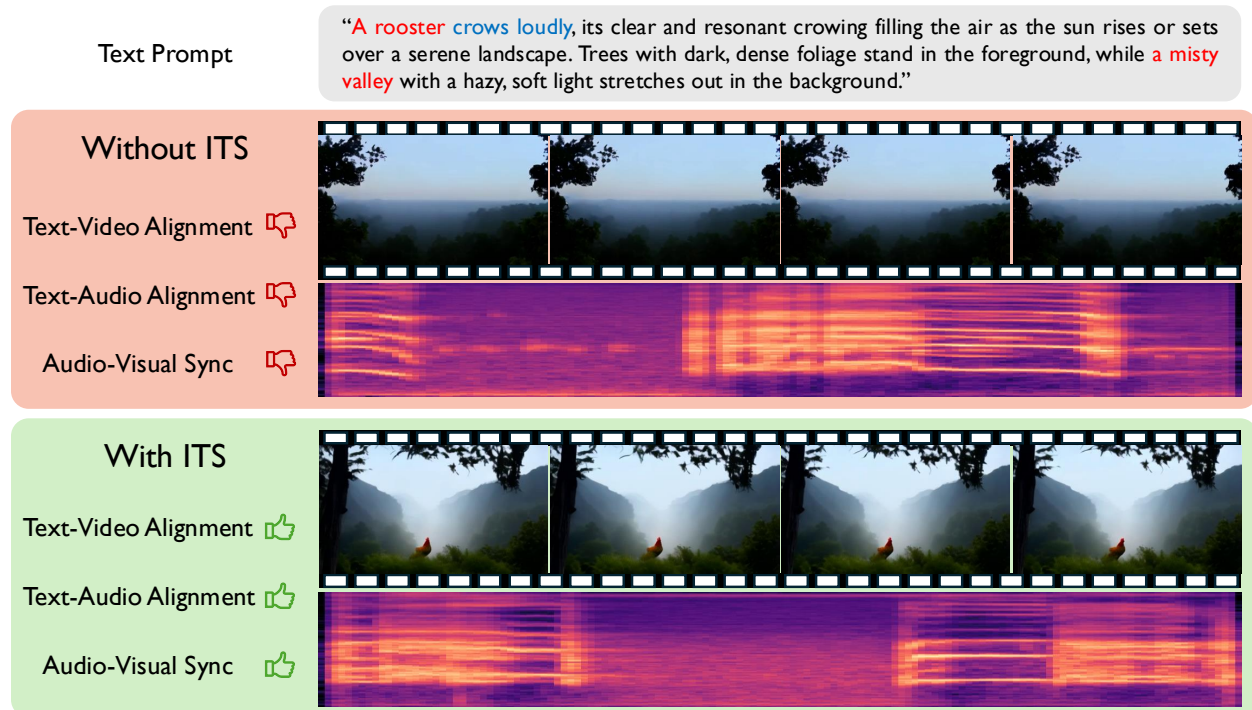 Text Prompt
“A rooster crows loudly, its clear and resonant crowing filling the air as the sun rises or sets
over a serene landscape. Trees with dark, dense foliage stand in the foreground, while a misty
valley with a hazy, soft light stretches out in the background.”
Without ITS
Text-Video Alignment
Text-Audio Alignment
Audio-Visual Sync
With ITS
Text-Video Alignment
Text-Audio Alignment
Audio-Visual Sync